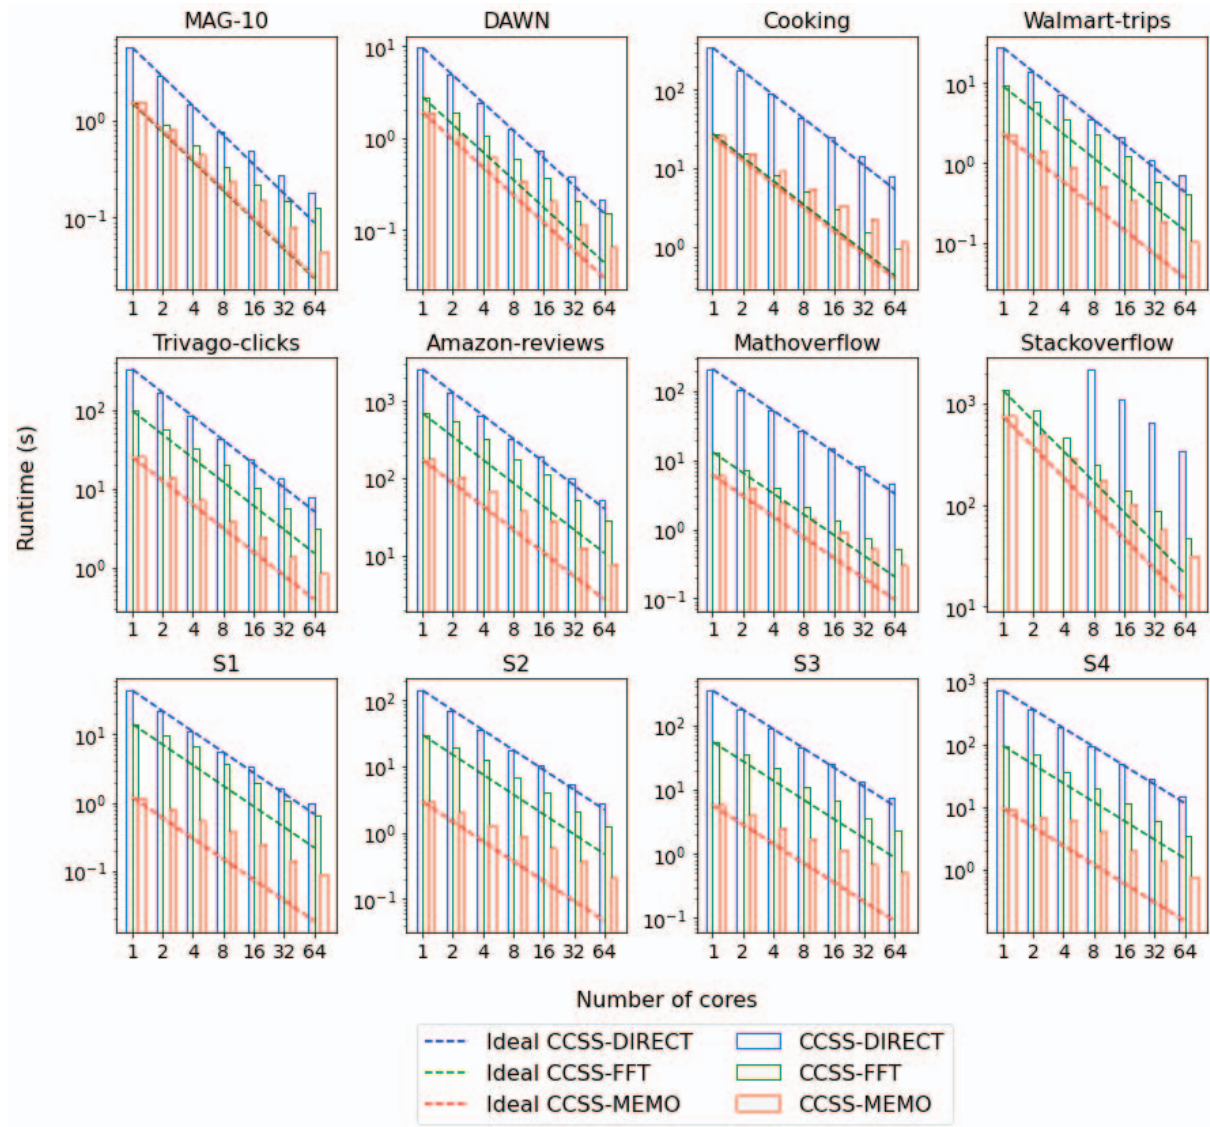 MAG-10 DAWN Cooking Walmart-trips
10^0
10^-1
1 2 4 8 16 32 64
10^1
10^0
10^-1
1 2 4 8 16 32 64
10^2
10^1
10^0
1 2 4 8 16 32 64
10^1
10^0
10^-1
1 2 4 8 16 32 64
Runtime (s)
Trivago-clicks Amazon-reviews Mathoverflow Stackoverflow
10^2
10^1
10^0
1 2 4 8 16 32 64
10^3
10^2
10^1
1 2 4 8 16 32 64
10^2
10^1
10^0
10^-1
1 2 4 8 16 32 64
10^3
10^2
10^1
1 2 4 8 16 32 64
S1 S2 S3 S4
10^1
10^0
10^-1
1 2 4 8 16 32 64
10^2
10^1
10^0
10^-1
1 2 4 8 16 32 64
10^2
10^1
10^0
10^-1
1 2 4 8 16 32 64
10^3
10^2
10^1
10^0
1 2 4 8 16 32 64
Number of cores
Ideal CCSS-DIRECT CCSS-DIRECT
Ideal CCSS-FFT CCSS-FFT
Ideal CCSS-MEMO CCSS-MEMO